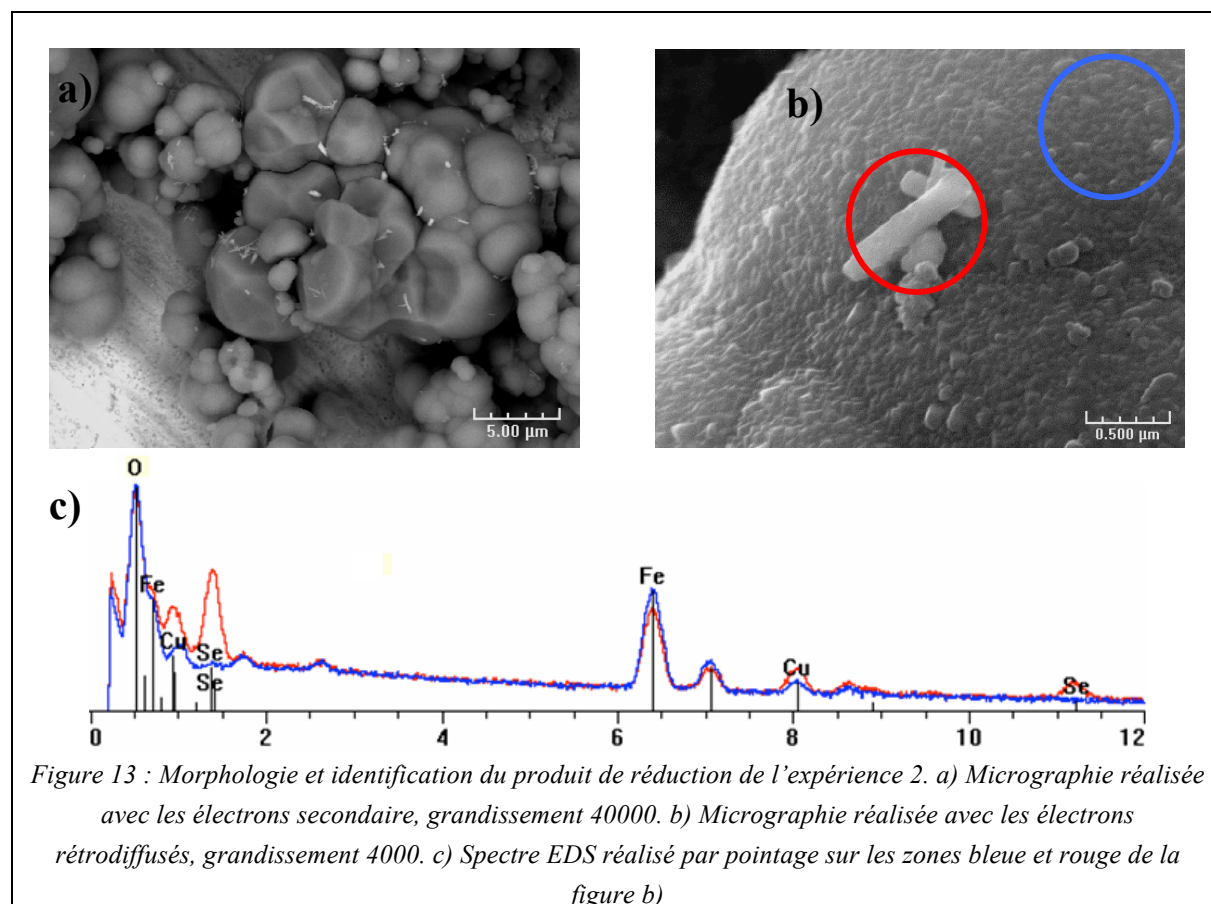 a)
b)
5.00 µm
0.500 µm
c)
O
Fe
Cu
Se
Se
Fe
Cu
Se
0 2 4 6 8 10 12
Figure 13 : Morphologie et identification du produit de réduction de l'expérience 2. a) Micrographie réalisée
avec les électrons secondaire, grandissement 40000. b) Micrographie réalisée avec les électrons
rétrodiffusés, grandissement 4000. c) Spectre EDS réalisé par pointage sur les zones bleue et rouge de la
figure b)